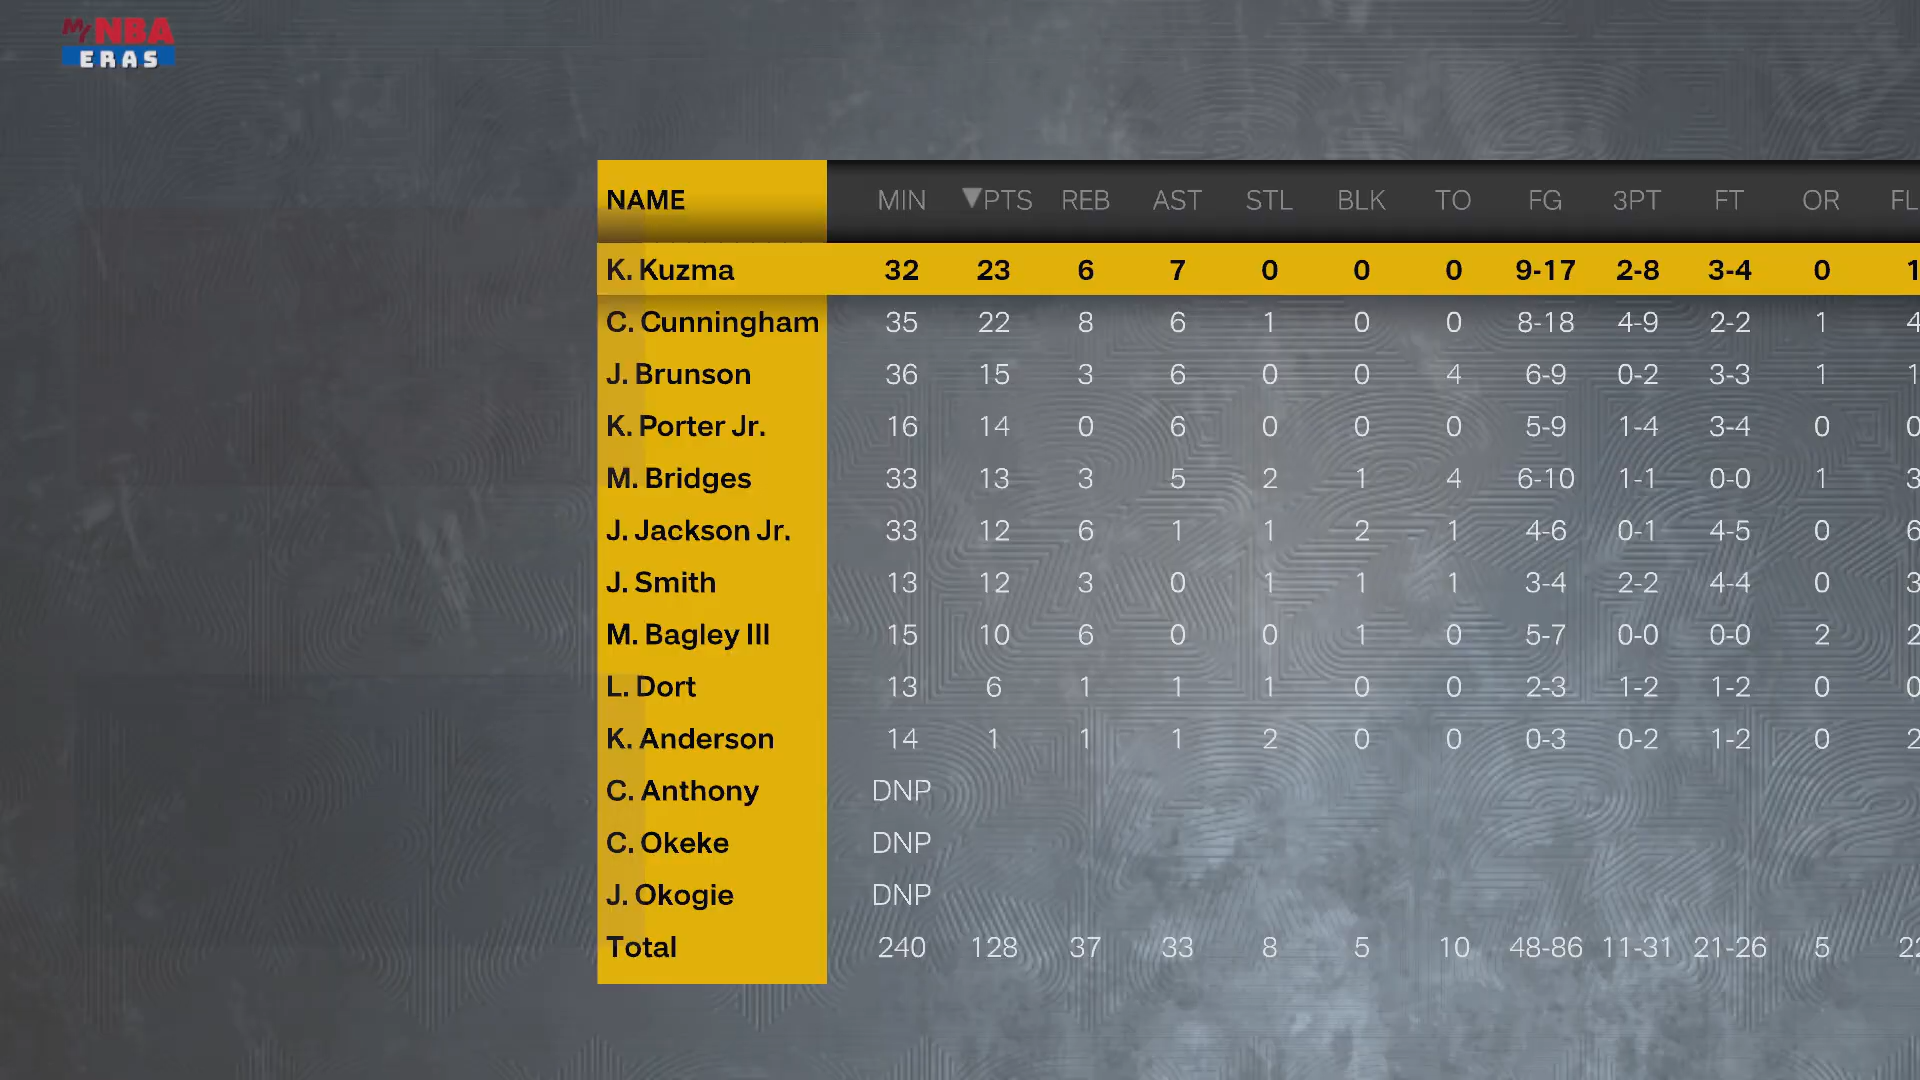 My NBA
ERAS
NAME MIN ▼PTS REB AST STL BLK TO FG 3PT FT OR FL
K. Kuzma 32 23 6 7 0 0 0 9-17 2-8 3-4 0 1
C. Cunningham 35 22 8 6 1 0 0 8-18 4-9 2-2 1 4
J. Brunson 36 15 3 6 0 0 4 6-9 0-2 3-3 1 1
K. Porter Jr. 16 14 0 6 0 0 0 5-9 1-4 3-4 0 0
M. Bridges 33 13 3 5 2 1 4 6-10 1-1 0-0 1 3
J. Jackson Jr. 33 12 6 1 1 2 1 4-6 0-1 4-5 0 6
J. Smith 13 12 3 0 1 1 1 3-4 2-2 4-4 0 3
M. Bagley III 15 10 6 0 0 1 0 5-7 0-0 0-0 2 2
L. Dort 13 6 1 1 1 0 0 2-3 1-2 1-2 0 0
K. Anderson 14 1 1 1 2 0 0 0-3 0-2 1-2 0 2
C. Anthony DNP
C. Okeke DNP
J. Okogie DNP
Total 240 128 37 33 8 5 10 48-86 11-31 21-26 5 22